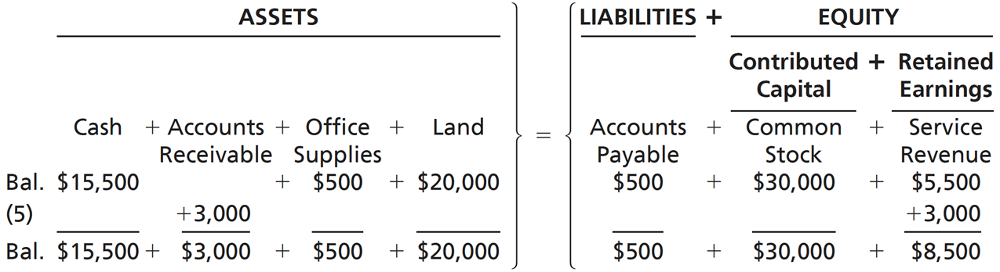 ASSETS LIABILITIES + EQUITY
Contributed + Retained
Capital Earnings
Cash + Accounts + Office + Land = Accounts + Common + Service
Receivable Supplies Payable Stock Revenue
Bal. $15,500 + $500 + $20,000 $500 + $30,000 + $5,500
(5) +3,000 +3,000
Bal. $15,500 + $3,000 + $500 + $20,000 $500 + $30,000 + $8,500